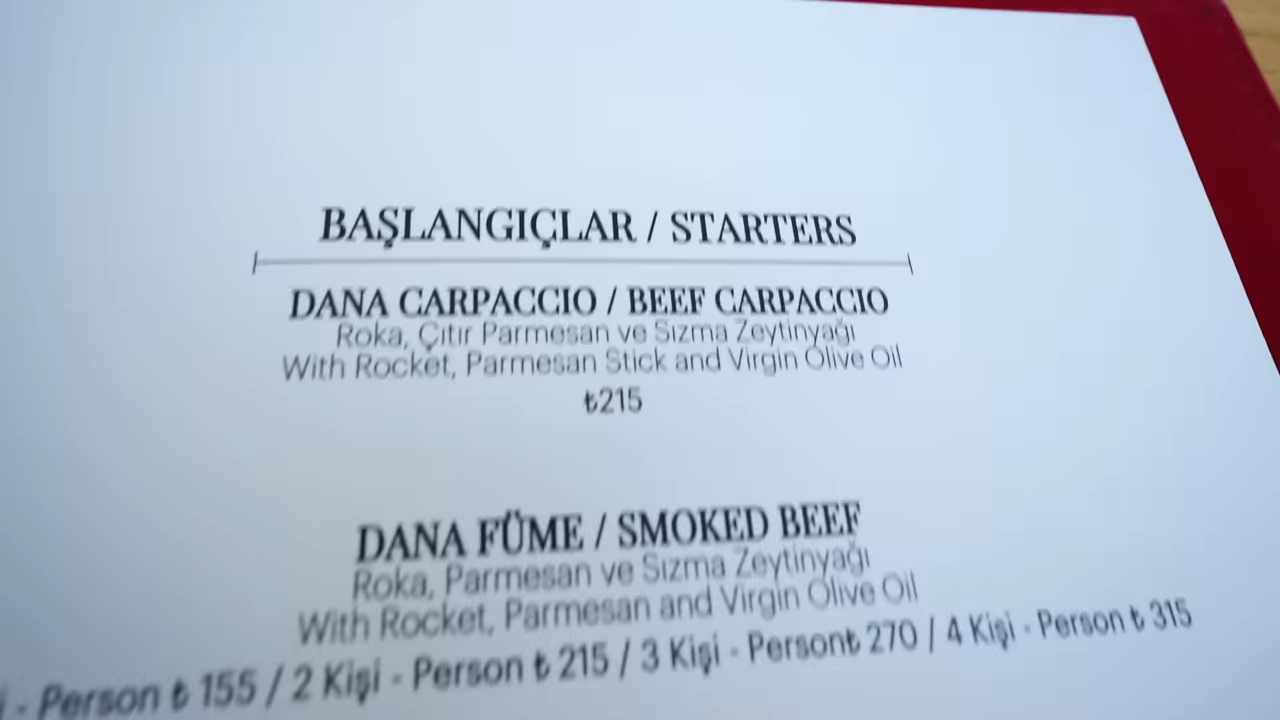 BAŞLANGIÇLAR / STARTERS
DANA CARPACCIO / BEEF CARPACCIO
Roka, Çıtır Parmesan ve Sızma Zeytinyağı
With Rocket, Parmesan Stick and Virgin Olive Oil
₺215
DANA FÜME / SMOKED BEEF
Roka, Parmesan ve Sızma Zeytinyağı
With Rocket, Parmesan and Virgin Olive Oil
- Person ₺ 155 / 2 Kişi - Person ₺ 215 / 3 Kişi - Person₺ 270 / 4 Kişi - Person ₺ 315